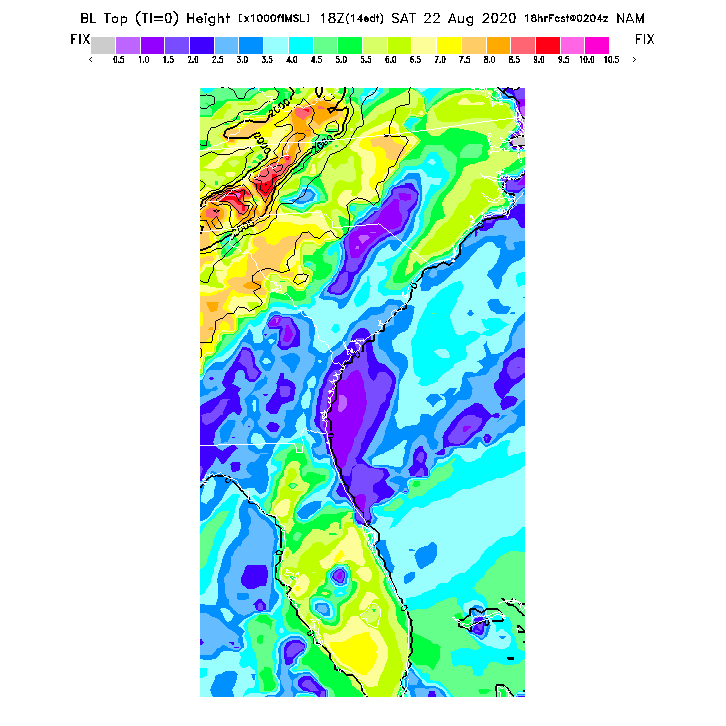 BL Top (TI=0) Height [x1000ftMSL] 18Z(14edt) SAT 22 Aug 2020 18hrFcst@0204z NAM
FIX FIX
< 0.5 1.0 1.5 2.0 2.5 3.0 3.5 4.0 4.5 5.0 5.5 6.0 6.5 7.0 7.5 8.0 8.5 9.0 9.5 10.0 10.5 >
2000
2000